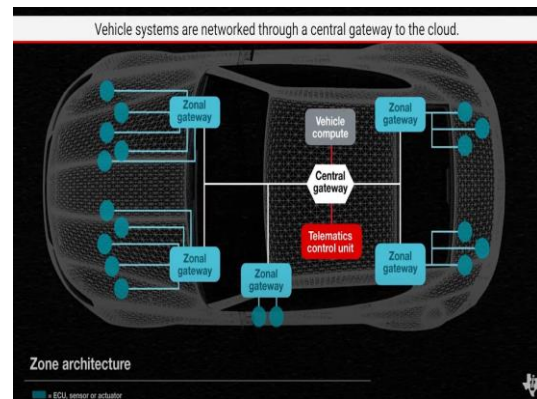 Vehicle systems are networked through a central gateway to the cloud.
Zonal
gateway
Vehicle
compute
Zonal
gateway
Central
gateway
Telematics
control unit
Zonal
gateway
Zonal
gateway
Zonal
gateway
Zone architecture
= ECU, sensor or actuator